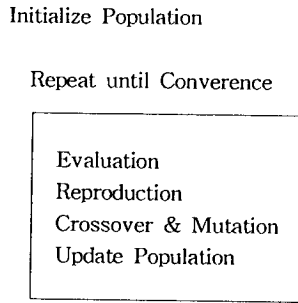 Initialize Population
Repeat until Converence
Evaluation
Reproduction
Crossover & Mutation
Update Population